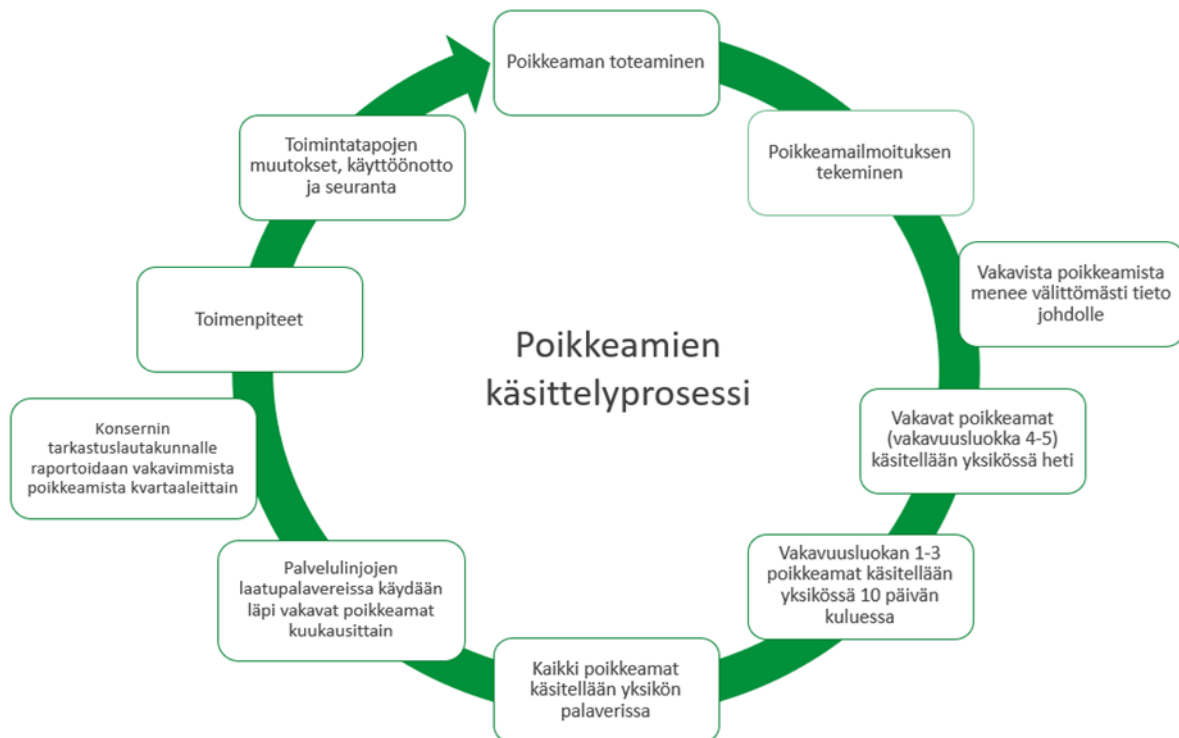 Poikkeaman toteaminen
Poikkeamailmoituksen
tekeminen
Vakavista poikkeamista
menee välittömästi tieto
johdolle
Vakavat poikkeamat
(vakavuusluokka 4-5)
käsitellään yksikössä heti
Vakavuusluokan 1-3
poikkeamat käsitellään
yksikössä 10 päivän
kuluessa
Kaikki poikkeamat
käsitellään yksikön
palaverissa
Palvelulinjojen
laatupalavereissa käydään
läpi vakavat poikkeamat
kuukausittain
Konsernin
tarkastuslautakunnalle
raportoidaan vakavimmista
poikkeamista kvartaaleittain
Toimenpiteet
Toimintatapojen
muutokset, käyttöönotto
ja seuranta
Poikkeamien
käsittelyprosessi